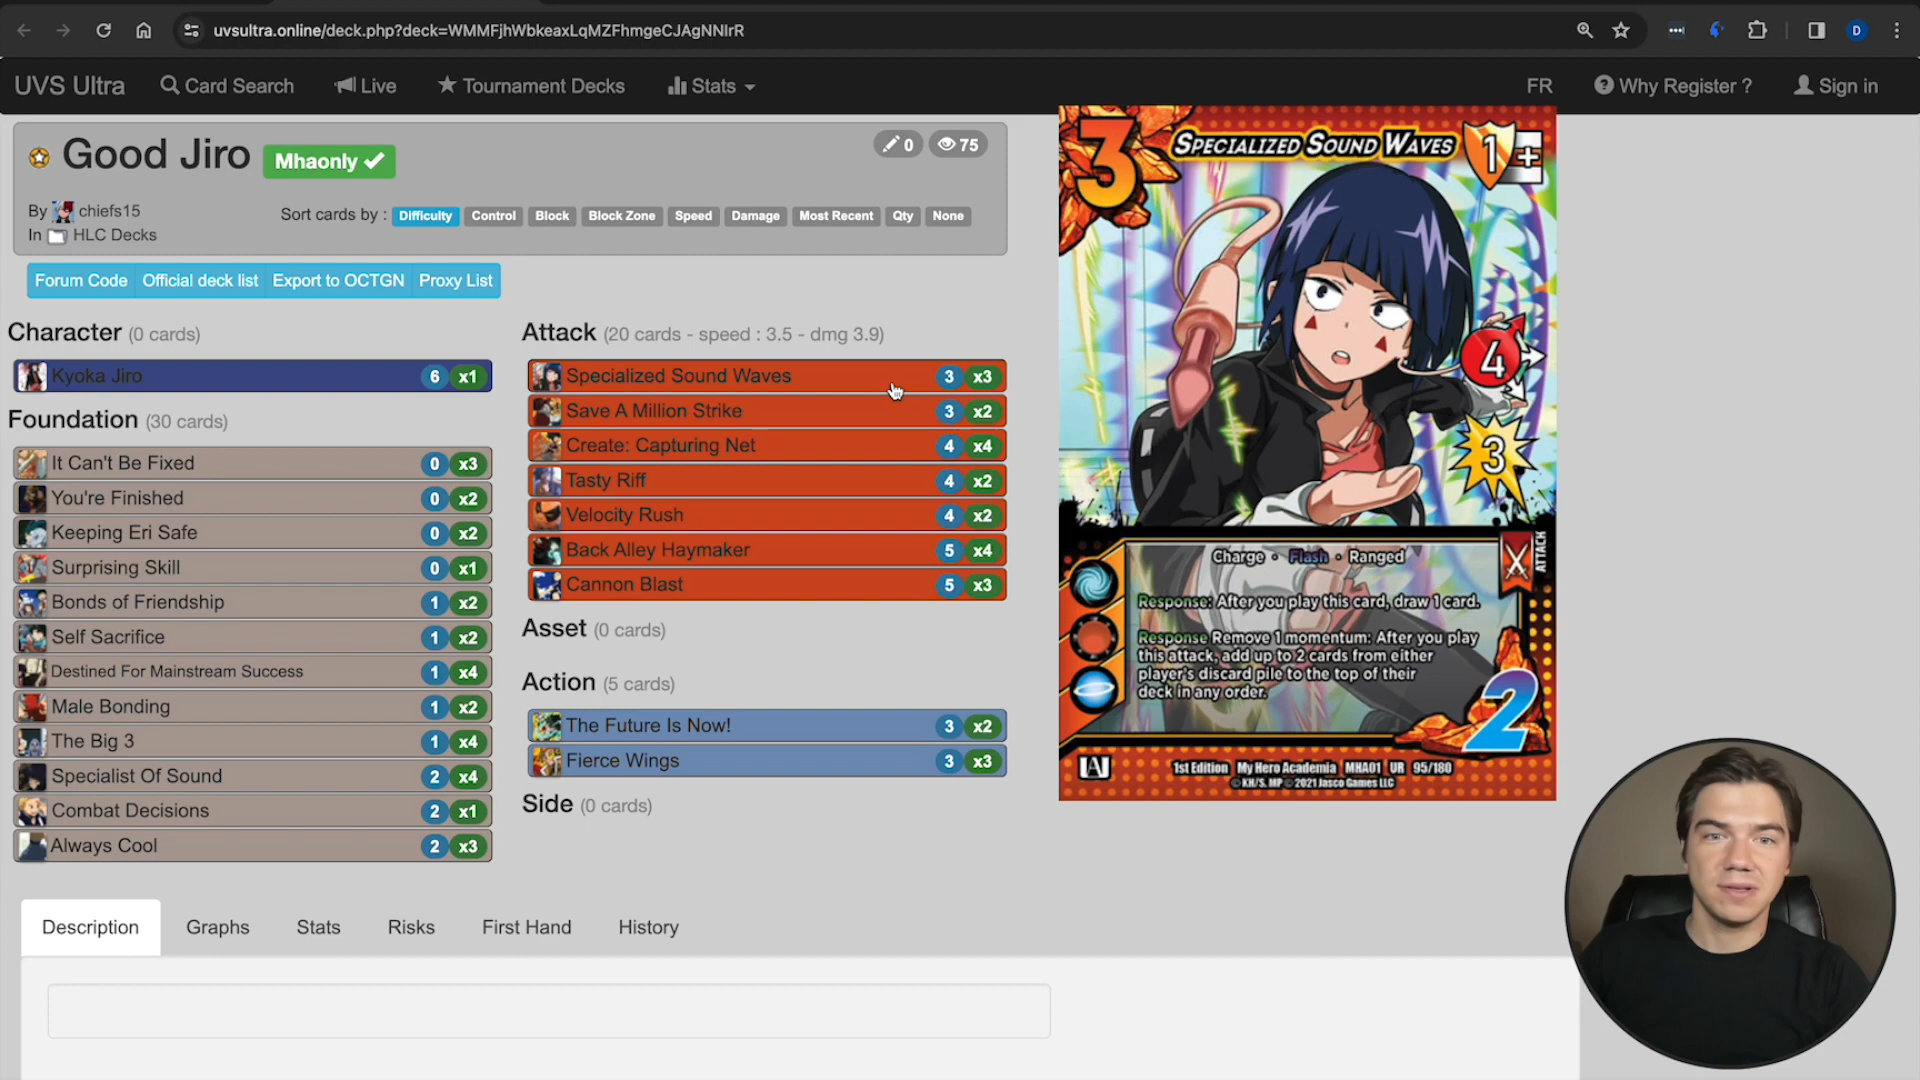 uvsultra.online/deck.php?deck=WMMFjhWbkeaxLqMZFhmgeCJAgNNIrR
D
UVS Ultra
Card Search
Live
Tournament Decks
Stats
FR
Why Register ?
Sign in
Good Jiro
Mhaonly
0
75
By chiefs15
In HLC Decks
Sort cards by :
Difficulty
Control
Block
Block Zone
Speed
Damage
Most Recent
Qty
None
Forum Code
Official deck list
Export to OCTGN
Proxy List
Character (0 cards)
Kyoka Jiro 6 x1
Foundation (30 cards)
It Can't Be Fixed 0 x3
You're Finished 0 x2
Keeping Eri Safe 0 x2
Surprising Skill 0 x1
Bonds of Friendship 1 x2
Self Sacrifice 1 x2
Destined For Mainstream Success 1 x4
Male Bonding 1 x2
The Big 3 1 x4
Specialist Of Sound 2 x4
Combat Decisions 2 x1
Always Cool 2 x3
Attack (20 cards - speed : 3.5 - dmg 3.9)
Specialized Sound Waves 3 x3
Save A Million Strike 3 x2
Create: Capturing Net 4 x4
Tasty Riff 4 x2
Velocity Rush 4 x2
Back Alley Haymaker 5 x4
Cannon Blast 5 x3
Asset (0 cards)
Action (5 cards)
The Future Is Now! 3 x2
Fierce Wings 3 x3
Side (0 cards)
3
Specialized Sound Waves
1+
4
3
ATTACK
Charge • Flash • Ranged
Response: After you play this card, draw 1 card.
Response Remove 1 momentum: After you play
this attack, add up to 2 cards from either
player's discard pile to the top of their
deck in any order.
2
1st Edition My Hero Academia MHA01_UR 95/180
©KH/S, MP © 2021 Jasco Games LLC
Description
Graphs
Stats
Risks
First Hand
History